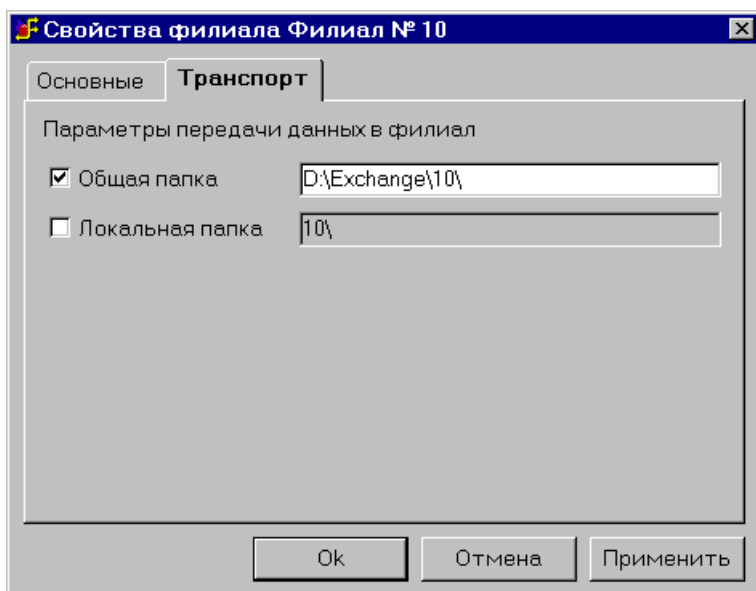 Свойства филиала Филиал № 10
Основные Транспорт
Параметры передачи данных в филиал
Общая папка D:\Exchange\10\
Локальная папка 10\
Ok Отмена Применить